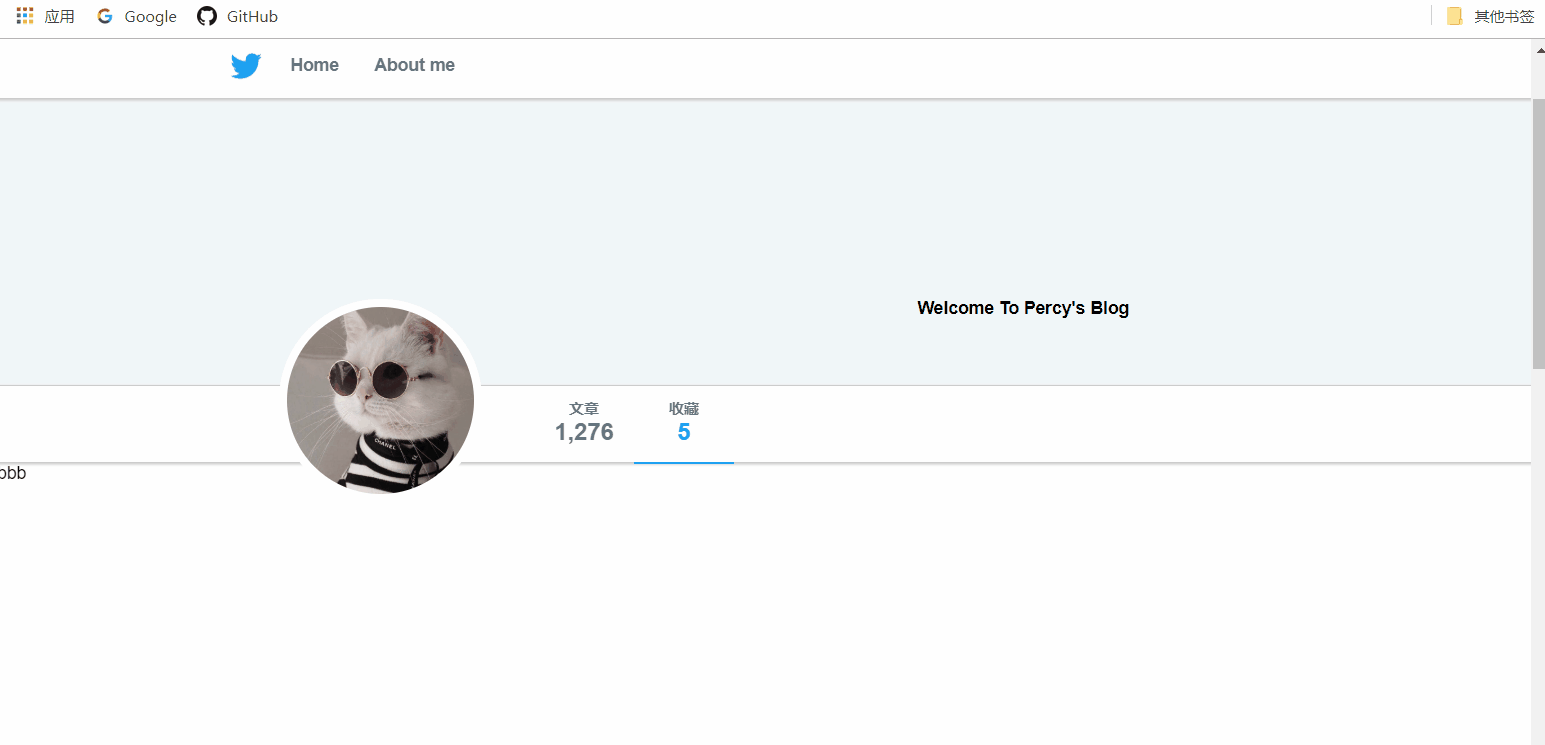 应用 Google GitHub 其他书签
Home About me
Welcome To Percy's Blog
文章 收藏
1,276 5
bbb
CHANEL